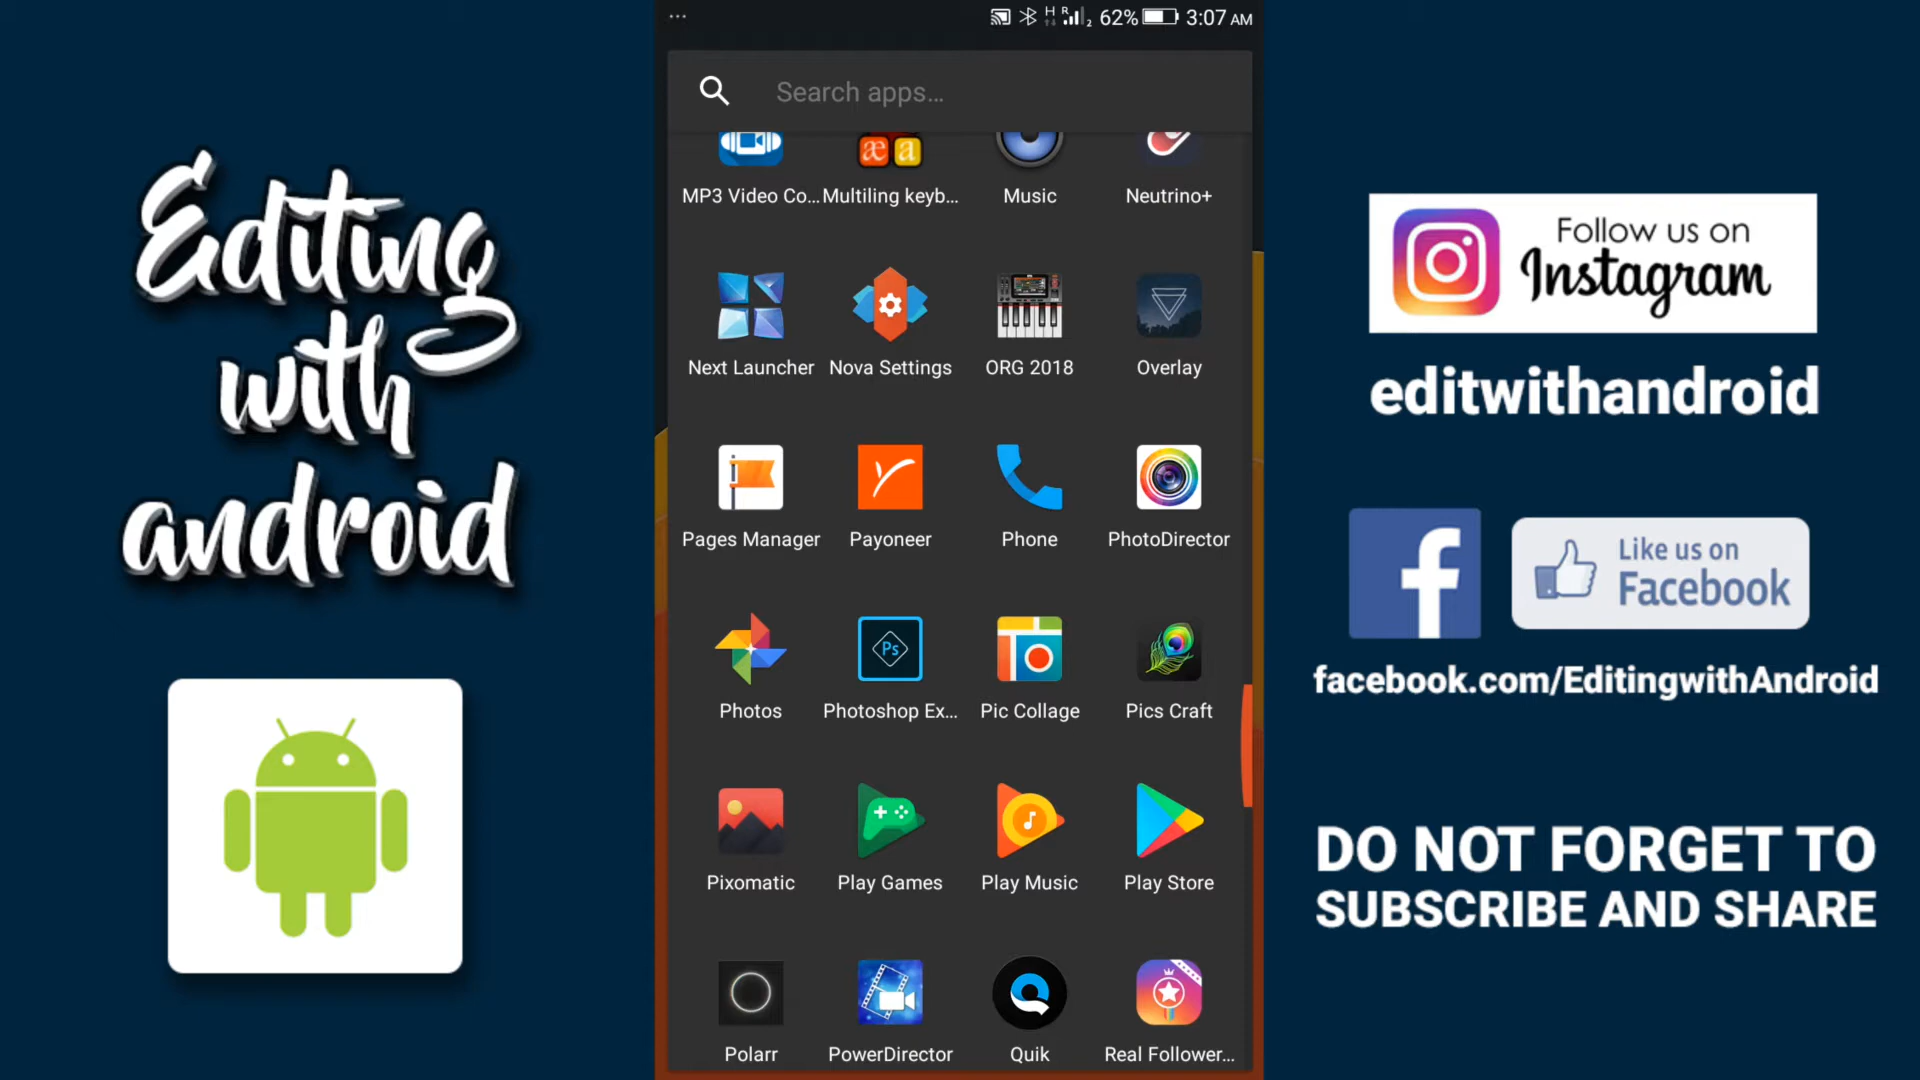 Editing
with
android
62% 3:07 AM
Search apps...
MP3 Video Co... Multiling keyb... Music Neutrino+
Next Launcher Nova Settings ORG 2018 Overlay
Pages Manager Payoneer Phone PhotoDirector
Ps
Photos Photoshop Ex... Pic Collage Pics Craft
Pixomatic Play Games Play Music Play Store
Polarr PowerDirector Quik Real Follower...
Follow us on
Instagram
editwithandroid
Like us on
Facebook
facebook.com/EditingwithAndroid
DO NOT FORGET TO
SUBSCRIBE AND SHARE